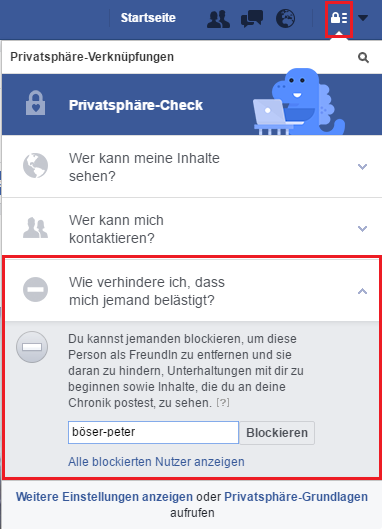 Startseite
Privatsphäre-Verknüpfungen
Privatsphäre-Check
Wer kann meine Inhalte
sehen?
Wer kann mich
kontaktieren?
Wie verhindere ich, dass
mich jemand belästigt?
Du kannst jemanden blockieren, um diese
Person als FreundIn zu entfernen und sie
daran zu hindern, Unterhaltungen mit dir zu
beginnen sowie Inhalte, die du an deine
Chronik postest, zu sehen. [?]
böser-peter Blockieren
Alle blockierten Nutzer anzeigen
Weitere Einstellungen anzeigen oder Privatsphäre-Grundlagen
aufrufen